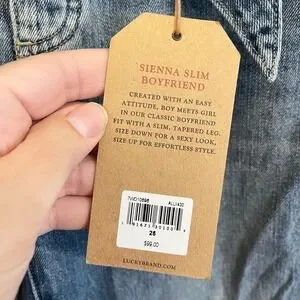 SIENNA SLIM
BOYFRIEND
CREATED WITH AN EASY
ATTITUDE, BOY MEETS GIRL
IN OUR CLASSIC BOYFRIEND
FIT WITH A SLIM, TAPERED LEG.
SIZE DOWN FOR A SEXY LOOK,
SIZE UP FOR EFFORTLESS STYLE.
7WD10896
26
$99.00
LUCKYBRAND.COM